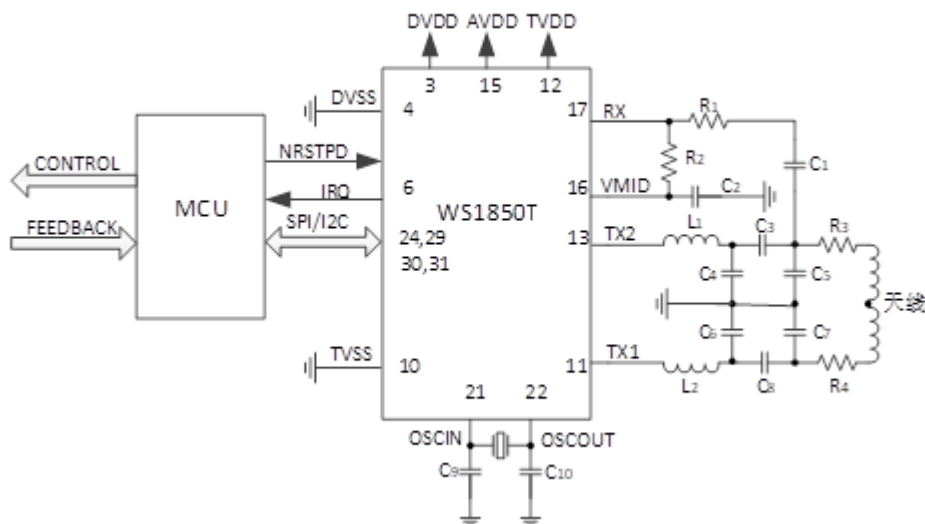 DVDD AVDD TVDD
3 15 12
DVSS 4 17 RX R1
CONTROL NRSTPD R2 C1
6 16 VMID C2
MCU IRQ WS1850T L1
FEEDBACK SPI/I2C 24,29 13 TX2 C3 R3
30,31 C4 C5
天线
C6 C7
TVSS 10 11 TX1
L2 C8 R4
21 22
OSCIN OSCOUT
C9 C10